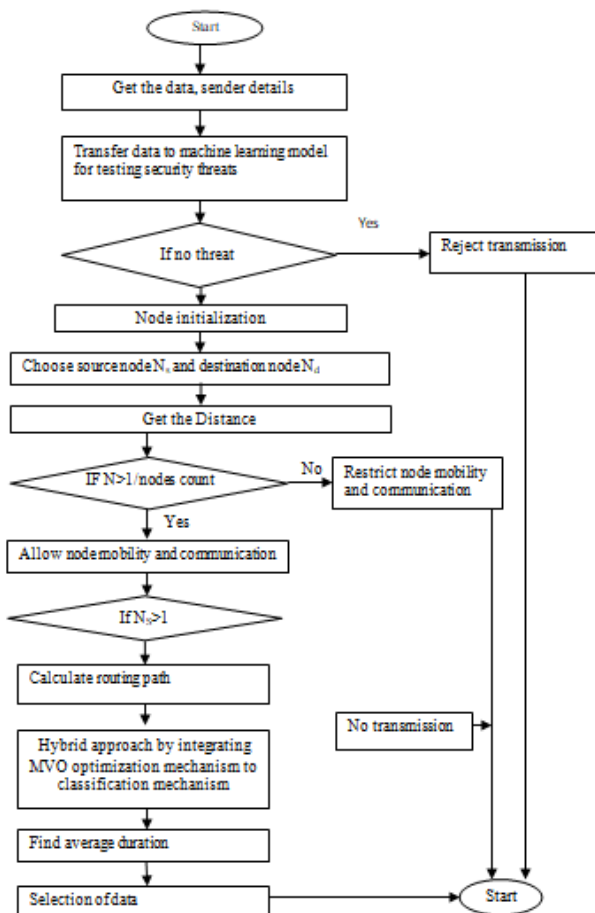 Start
Get the data, sender details
Transfer data to machine learning model
for testing security threats
Yes
If no threat
Reject transmission
Node initialization
Choose source node Nₛ and destination node N_d
Get the Distance
IF N>1/nodes count
No
Restrict node mobility
and communication
Yes
Allow node mobility and communication
If N_S>1
Calculate routing path
No transmission
Hybrid approach by integrating
MVO optimization mechanism to
classification mechanism
Find average duration
Selection of data
Start